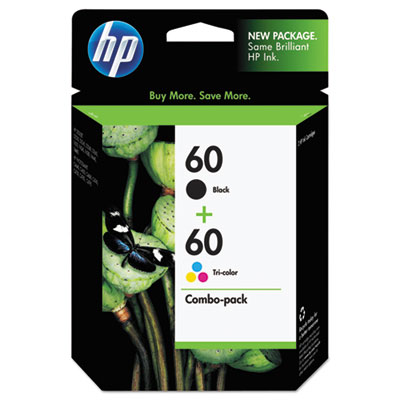 hp
NEW PACKAGE.
Same Brilliant
HP Ink.
Buy More. Save More.
60
Black
+
60
Tri-color
Combo-pack